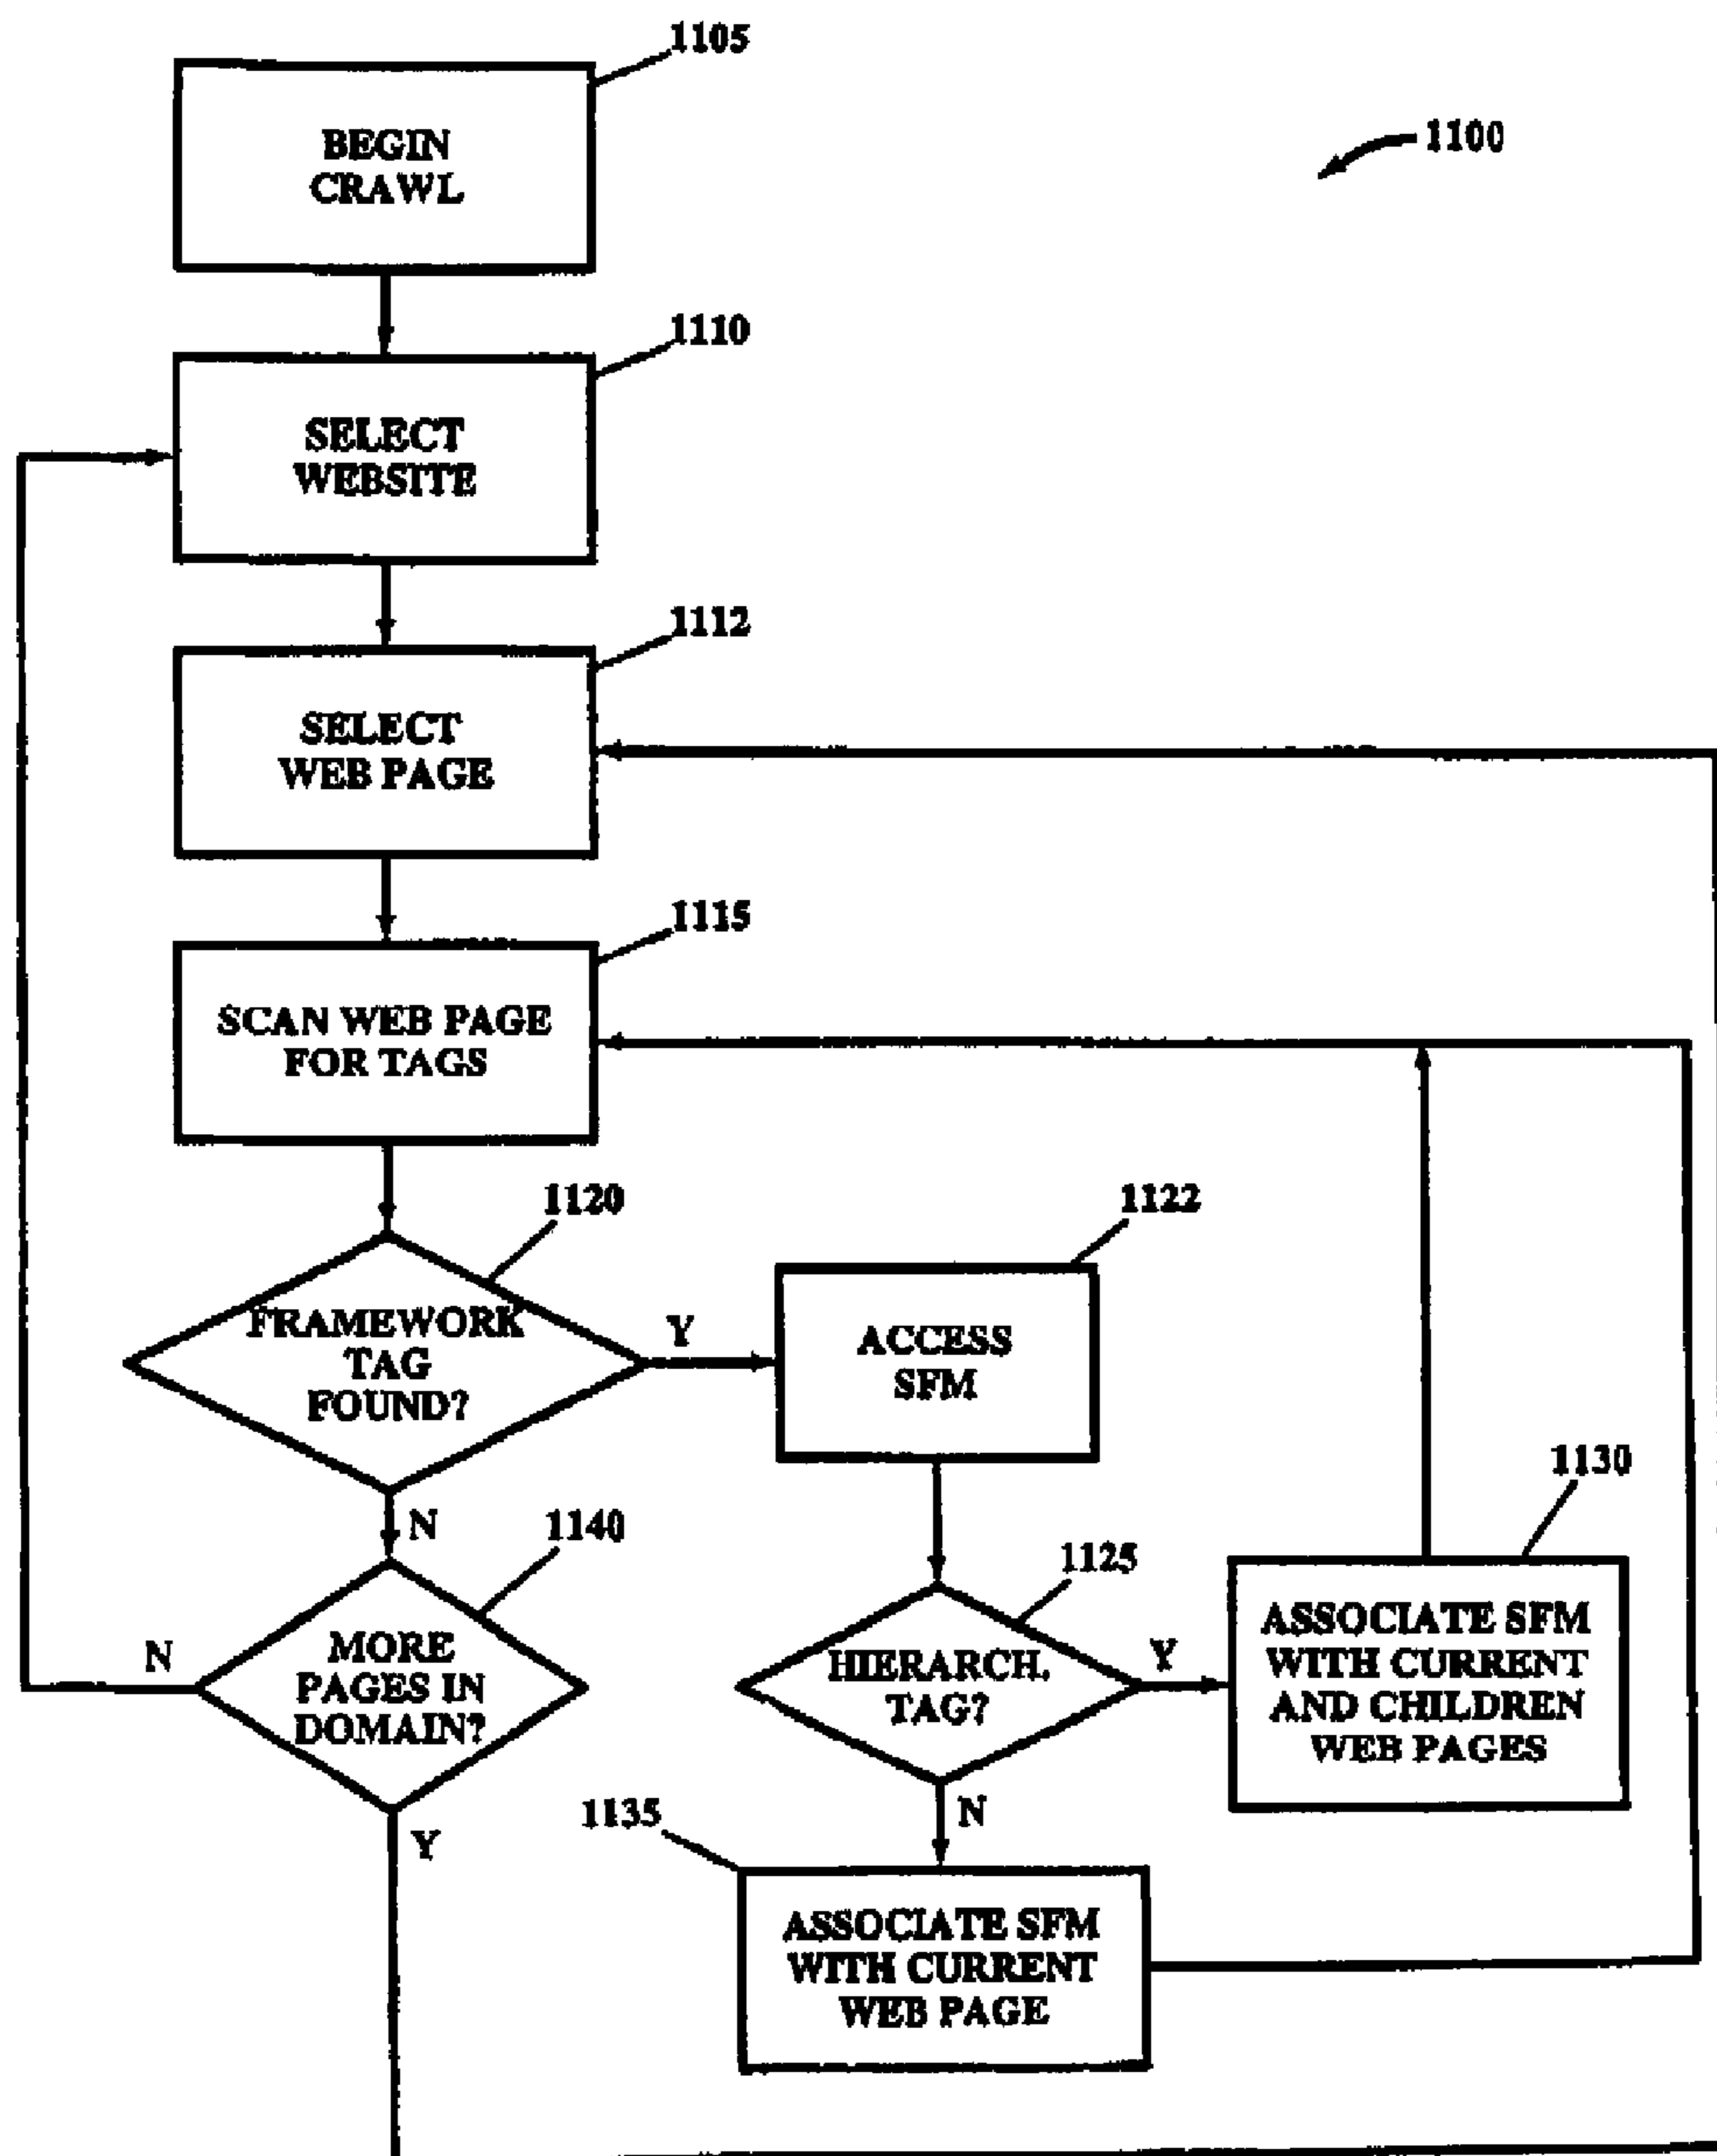 1105
BEGIN
CRAWL
1100
1110
SELECT
WEBSITE
1112
SELECT
WEB PAGE
1115
SCAN WEB PAGE
FOR TAGS
1120
FRAMEWORK
TAG
FOUND?
Y
1122
ACCESS
SFM
N
1140
MORE
PAGES IN
DOMAIN?
N
Y
1125
HIERARCH.
TAG?
Y
1130
ASSOCIATE SFM
WITH CURRENT
AND CHILDREN
WEB PAGES
N
1135
ASSOCIATE SFM
WITH CURRENT
WEB PAGE